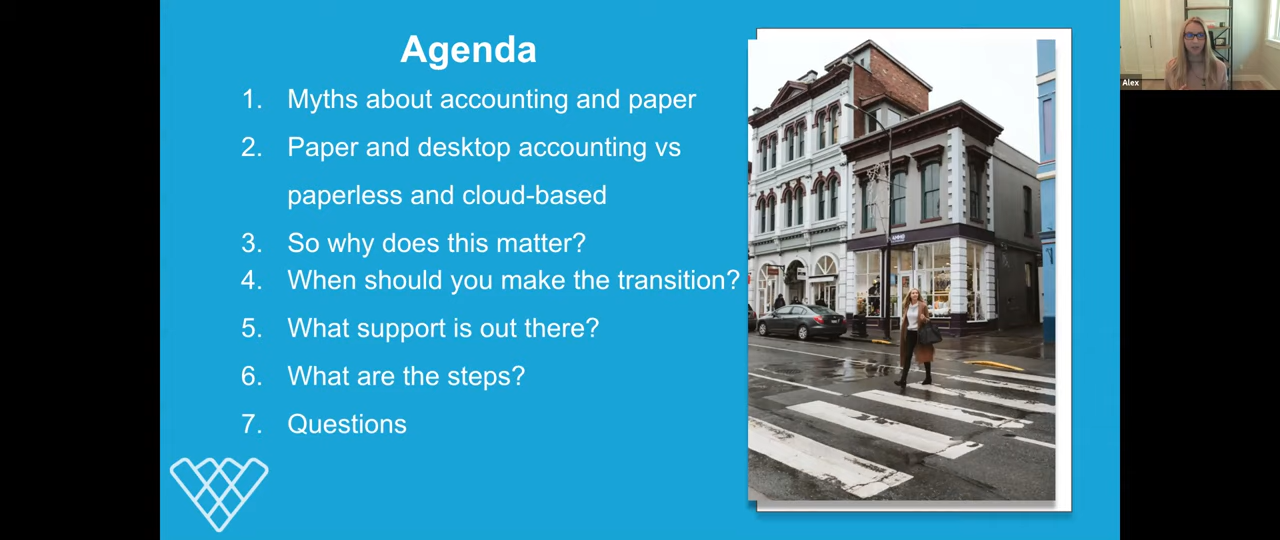 Agenda
1. Myths about accounting and paper
2. Paper and desktop accounting vs
paperless and cloud-based
3. So why does this matter?
4. When should you make the transition?
5. What support is out there?
6. What are the steps?
7. Questions
Alex